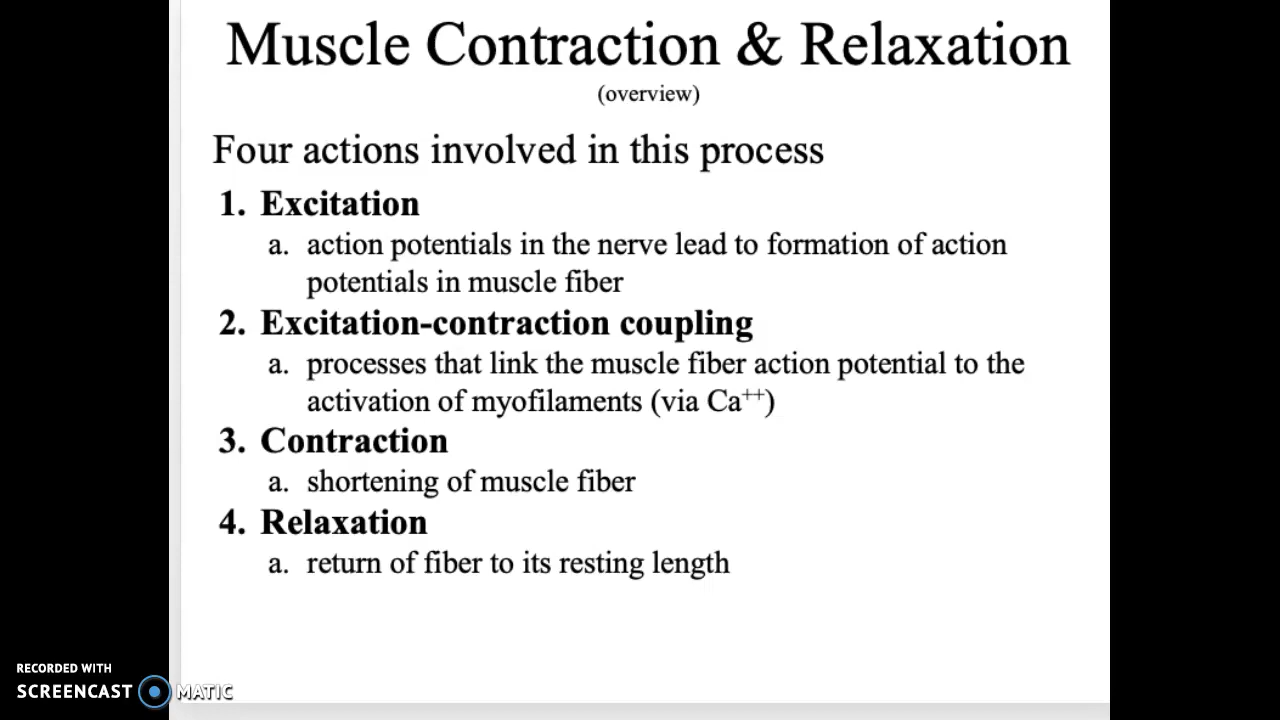 Muscle Contraction & Relaxation
(overview)
Four actions involved in this process
1. Excitation
a. action potentials in the nerve lead to formation of action
potentials in muscle fiber
2. Excitation-contraction coupling
a. processes that link the muscle fiber action potential to the
activation of myofilaments (via Ca⁺⁺)
3. Contraction
a. shortening of muscle fiber
4. Relaxation
a. return of fiber to its resting length
RECORDED WITH
SCREENCAST MATIC